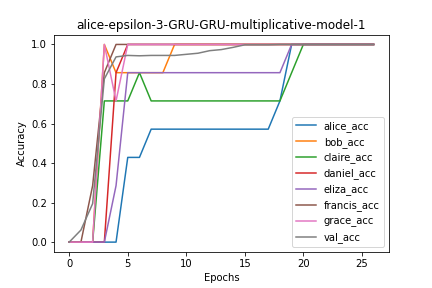 alice-epsilon-3-GRU-GRU-multiplicative-model-1
Accuracy
1.0
0.8
0.6
0.4
0.2
0.0
0 5 10 15 20 25
Epochs
alice_acc
bob_acc
claire_acc
daniel_acc
eliza_acc
francis_acc
grace_acc
val_acc